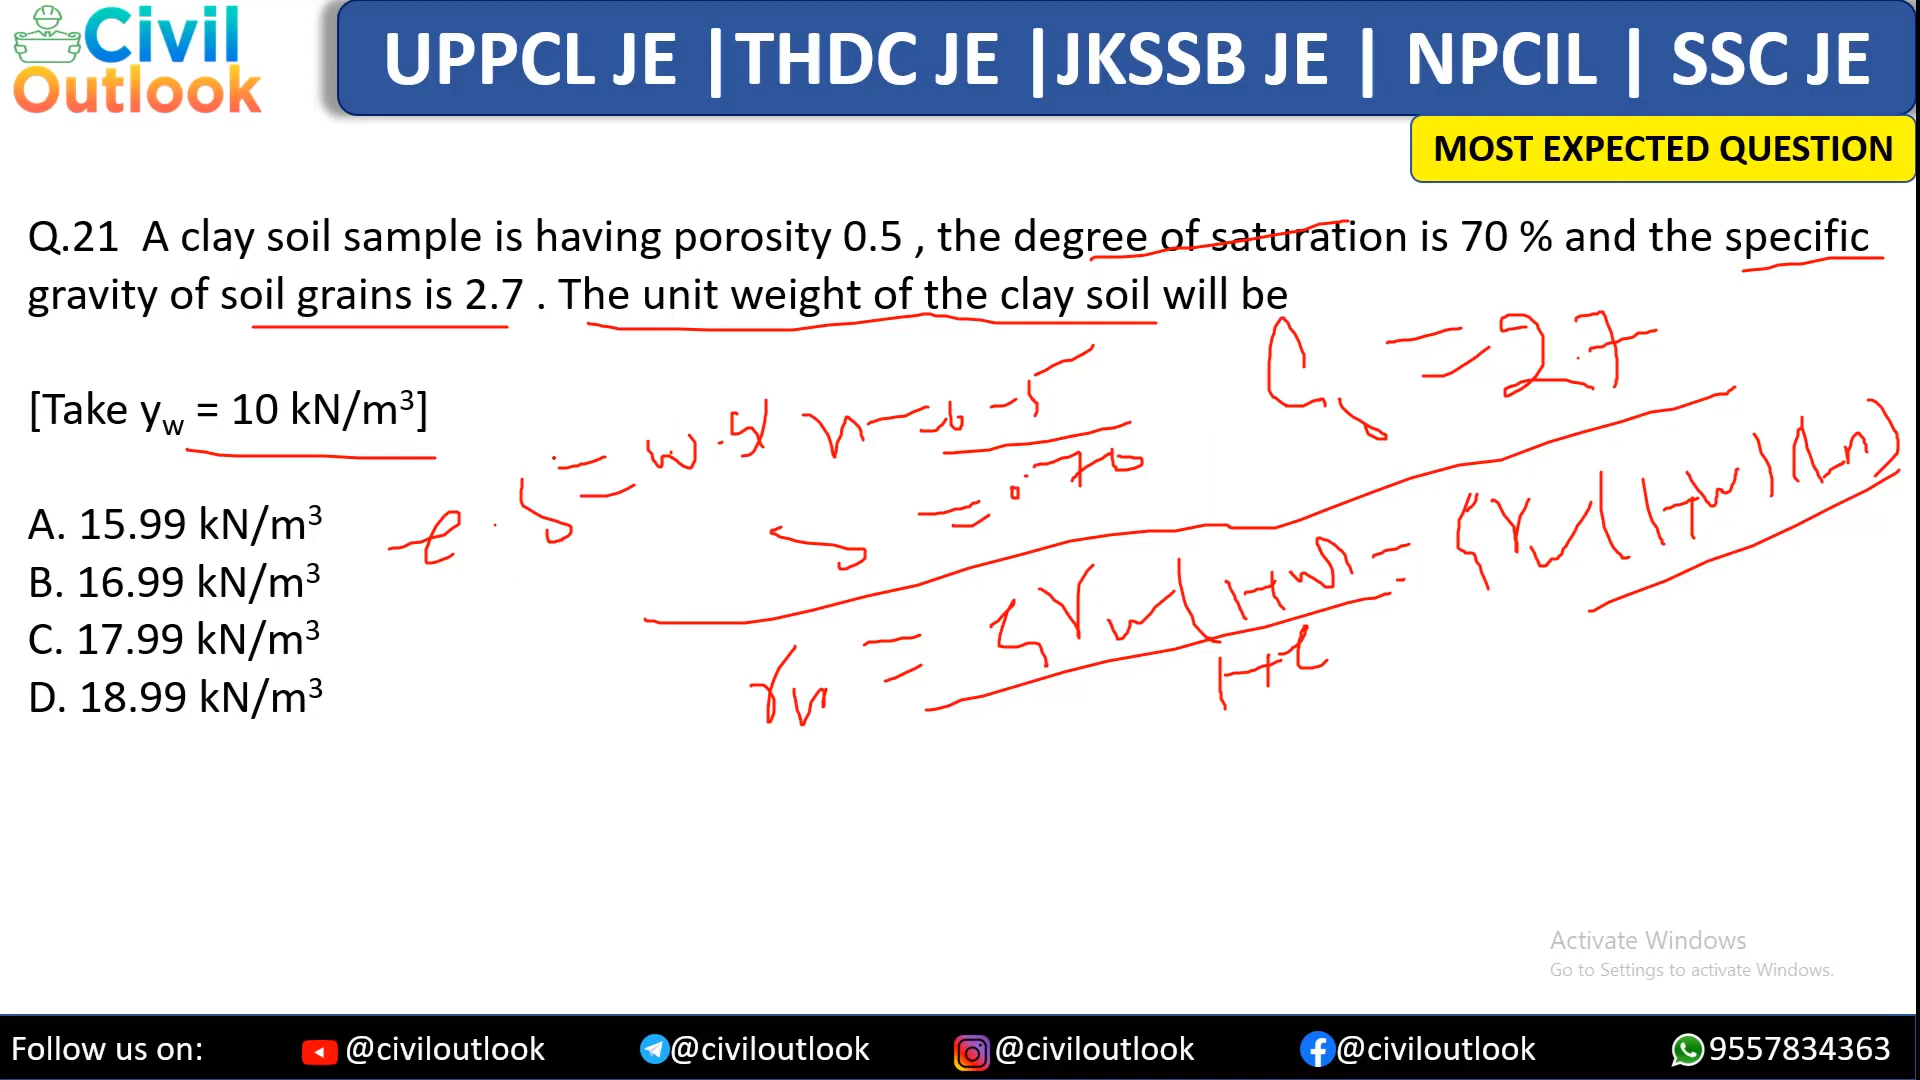 Civil
Outlook
UPPCL JE | THDC JE | JKSSB JE | NPCIL | SSC JE
MOST EXPECTED QUESTION
Q.21 A clay soil sample is having porosity 0.5 , the degree of saturation is 70 % and the specific
gravity of soil grains is 2.7 . The unit weight of the clay soil will be
G = 2.7
[Take yw = 10 kN/m³]
e.S = w.G
S = 0.70
A. 15.99 kN/m³
B. 16.99 kN/m³
C. 17.99 kN/m³
D. 18.99 kN/m³
1+e
Activate Windows
Go to Settings to activate Windows.
Follow us on: @civiloutlook @civiloutlook @civiloutlook @civiloutlook 9557834363